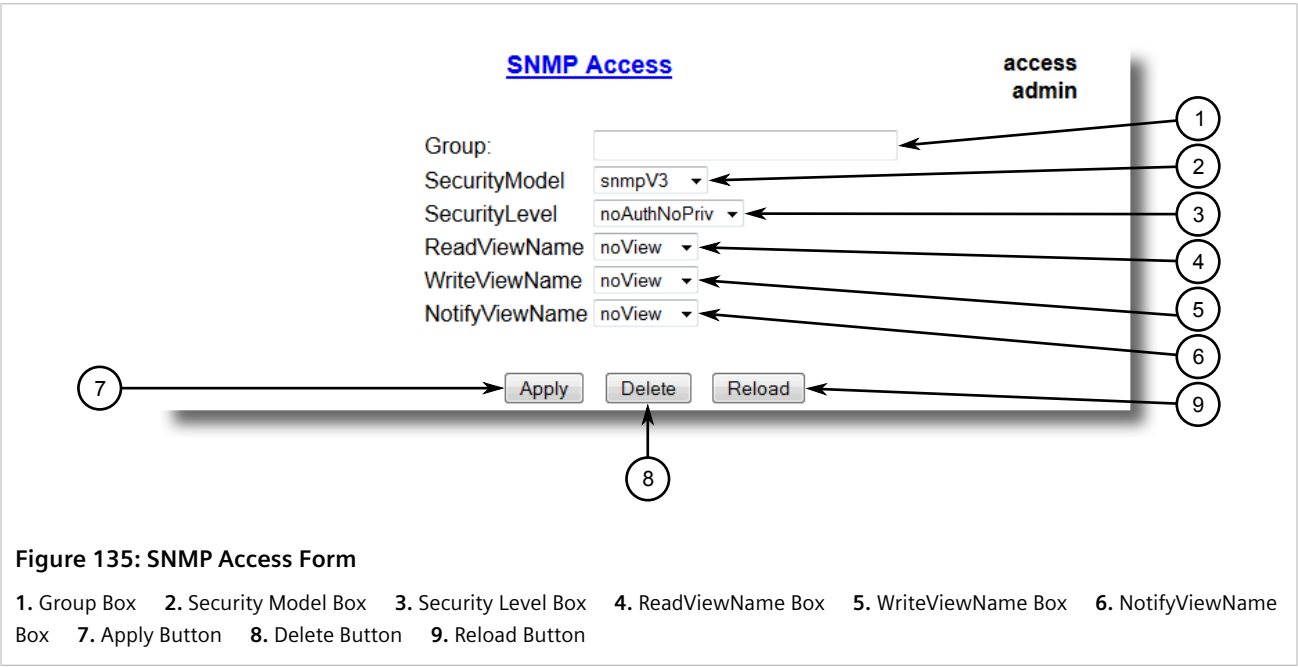 SNMP Access
access
admin
1
Group:
2
SecurityModel snmpV3
3
SecurityLevel noAuthNoPriv
4
ReadViewName noView
5
WriteViewName noView
6
NotifyViewName noView
7
Apply Delete Reload
9
8
Figure 135: SNMP Access Form
1. Group Box 2. Security Model Box 3. Security Level Box 4. ReadViewName Box 5. WriteViewName Box 6. NotifyViewName
Box 7. Apply Button 8. Delete Button 9. Reload Button